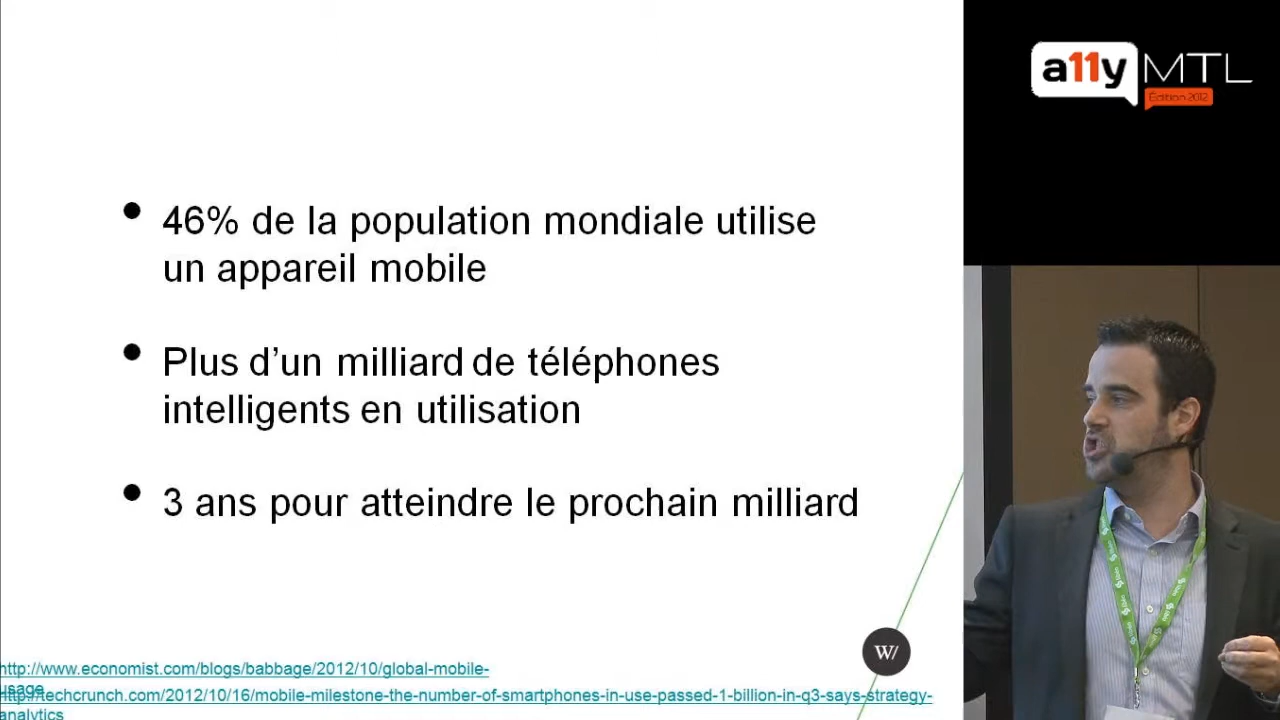 a11y MTL
Édition 2012
• 46% de la population mondiale utilise
un appareil mobile
• Plus d'un milliard de téléphones
intelligents en utilisation
• 3 ans pour atteindre le prochain milliard
W/
http://www.economist.com/blogs/babbage/2012/10/global-mobile-
usage
http://techcrunch.com/2012/10/16/mobile-milestone-the-number-of-smartphones-in-use-passed-1-billion-in-q3-says-strategy-
analytics